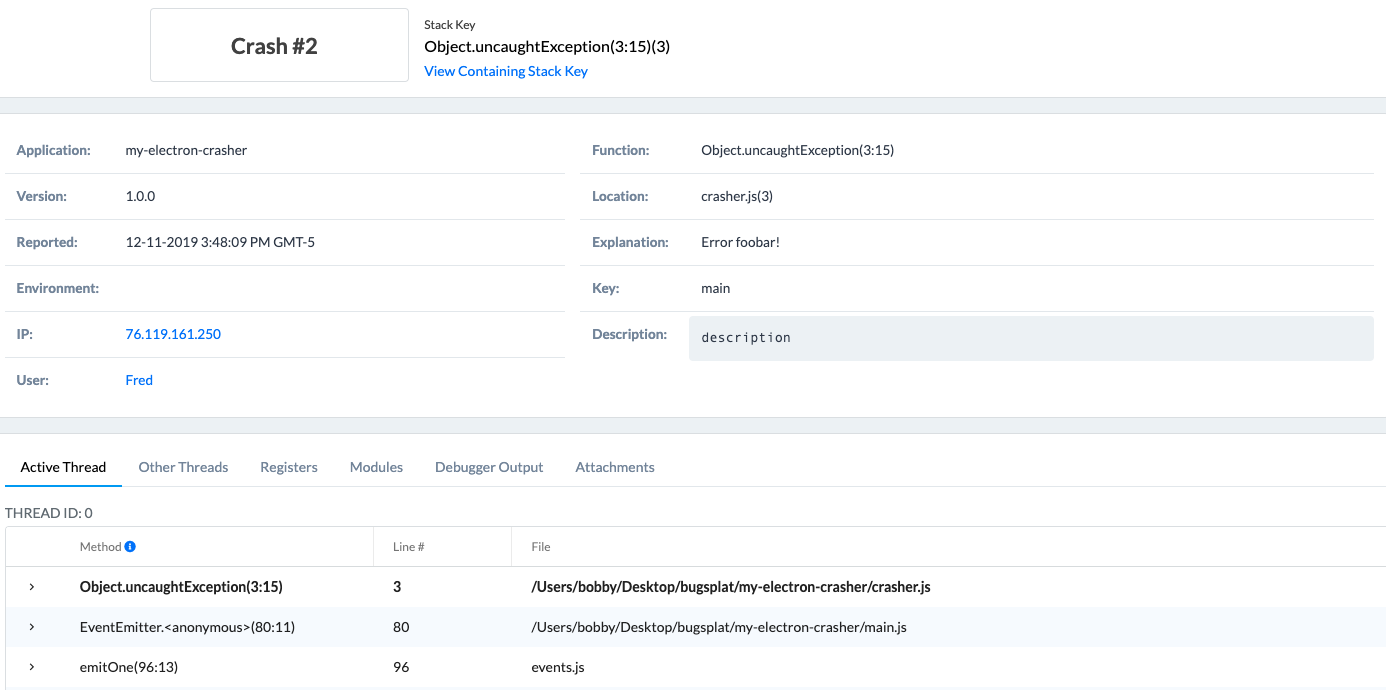 Crash #2
Stack Key
Object.uncaughtException(3:15)(3)
View Containing Stack Key
Application: my-electron-crasher
Function: Object.uncaughtException(3:15)
Version: 1.0.0
Location: crasher.js(3)
Reported: 12-11-2019 3:48:09 PM GMT-5
Explanation: Error foobar!
Environment:
Key: main
IP: 76.119.161.250
Description: description
User: Fred
Active Thread Other Threads Registers Modules Debugger Output Attachments
THREAD ID: 0
Method i Line # File
Object.uncaughtException(3:15) 3 /Users/bobby/Desktop/bugsplat/my-electron-crasher/crasher.js
EventEmitter.<anonymous>(80:11) 80 /Users/bobby/Desktop/bugsplat/my-electron-crasher/main.js
emitOne(96:13) 96 events.js